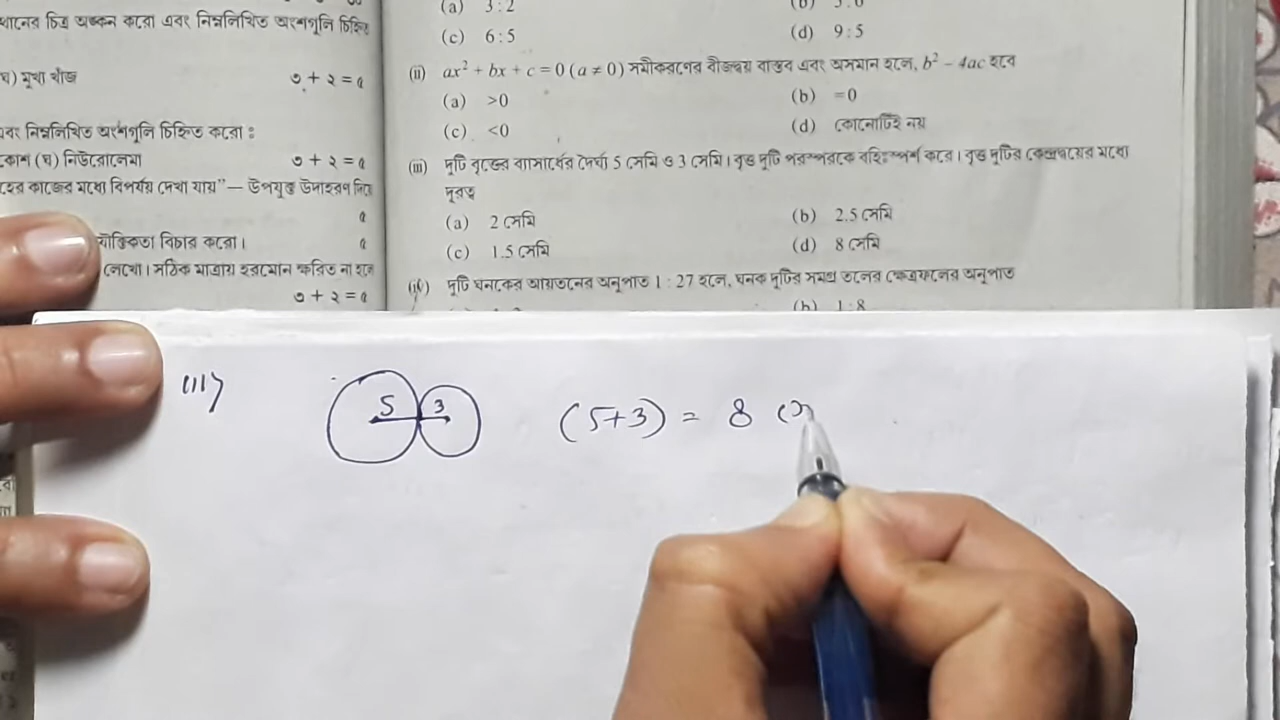 থানের চিত্র অঙ্কন করো এবং নিম্নলিখিত অংশগুলি চিহ্নিত
ঘ) মুখ্য খাঁজ ৩ + ২ = ৫
এবং নিম্নলিখিত অংশগুলি চিহ্নিত করো :
কোশ (ঘ) নিউরোলেমা ৩ + ২ = ৫
হের কাজের মধ্যে বিপর্যয় দেখা যায়” — উপযুক্ত উদাহরণ নিয়ে
৫
যৌক্তিকতা বিচার করো। ৫
লেখো। সঠিক মাত্রায় হরমোন ক্ষরিত না হলে
৩ + ২ = ৫
(a) 3:2
(c) 6:5 (d) 9:5
(ii) ax² + bx + c = 0 (a ≠ 0) সমীকরণের বীজদ্বয় বাস্তব এবং অসমান হলে, b² – 4ac হবে
(a) >0 (b) =0
(c) <0 (d) কোনোটিই নয়
(iii) দুটি বৃত্তের ব্যাসার্ধের দৈর্ঘ্য 5 সেমি ও 3 সেমি। বৃত্ত দুটি পরস্পরকে বহিঃস্পর্শ করে। বৃত্ত দুটির কেন্দ্রদ্বয়ের মধ্যে
দূরত্ব
(a) 2 সেমি (b) 2.5 সেমি
(c) 1.5 সেমি (d) 8 সেমি
(iv) দুটি ঘনকের আয়তনের অনুপাত 1 : 27 হলে, ঘনক দুটির সমগ্র তলের ক্ষেত্রফলের অনুপাত
(b) 1:8
(iii)
5 3 (5+3) = 8